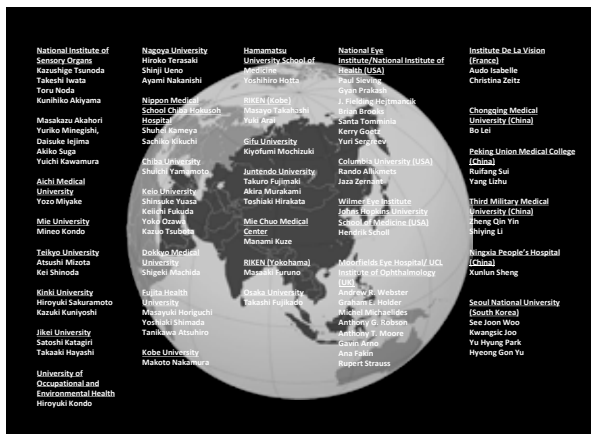 National Institute of
Sensory Organs
Kazushige Tsunoda
Takeshi Iwata
Toru Noda
Kunihiko Akiyama
Masakazu Akahori
Yuriko Minegishi,
Daisuke Iejima
Akiko Suga
Yuichi Kawamura
Aichi Medical
University
Yozo Miyake
Mie University
Mineo Kondo
Teikyo University
Atsushi Mizota
Kei Shinoda
Kinki University
Hiroyuki Sakuramoto
Kazuki Kuniyoshi
Jikei University
Satoshi Katagiri
Takaaki Hayashi
University of
Occupational and
Environmental Health
Hiroyuki Kondo
Nagoya University
Hiroko Terasaki
Shinji Ueno
Ayami Nakanishi
Nippon Medical
School Chiba Hokusoh
Hospital
Shuhei Kameya
Sachiko Kikuchi
Chiba University
Shuichi Yamamoto
Keio University
Shinsuke Yuasa
Keiichi Fukuda
Yoko Ozawa
Kazuo Tsubota
Dokkyo Medical
University
Shigeki Machida
Fujita Health
University
Masayuki Horiguchi
Yoshiaki Shimada
Tanikawa Atsuhiro
Kobe University
Makoto Nakamura
Hamamatsu
University School of
Medicine
Yoshihiro Hotta
RIKEN (Kobe)
Masayo Takahashi
Yuki Arai
Gifu University
Kiyofumi Mochizuki
Juntendo University
Takuro Fujimaki
Akira Murakami
Toshiaki Hirakata
Mie Chuo Medical
Center
Manami Kuze
RIKEN (Yokohama)
Masaaki Furuno
Osaka University
Takashi Fujikado
National Eye
Institute/National Institute of
Health (USA)
Paul Sieving
Gyan Prakash
J. Fielding Hejtmancik
Brian Brooks
Santa Tomminia
Kerry Goetz
Yuri Sergreev
Columbia University (USA)
Rando Allikmets
Jaza Zernant
Wilmer Eye Institute
Johns Hopkins University
School of Medicine (USA)
Hendrik Scholl
Moorfields Eye Hospital/ UCL
Institute of Ophthalmology
(UK)
Andrew R. Webster
Graham E. Holder
Michel Michaelides
Anthony G. Robson
Anthony T. Moore
Gavin Arno
Ana Fakin
Rupert Strauss
Institute De La Vision
(France)
Audo Isabelle
Christina Zeitz
Chongqing Medical
University (China)
Bo Lei
Peking Union Medical College
(China)
Ruifang Sui
Yang Lizhu
Third Military Medical
University (China)
Zheng Qin Yin
Shiying Li
Ningxia People's Hospital
(China)
Xunlun Sheng
Seoul National University
(South Korea)
See Joon Woo
Kwangsic Joo
Yu Hyung Park
Hyeong Gon Yu